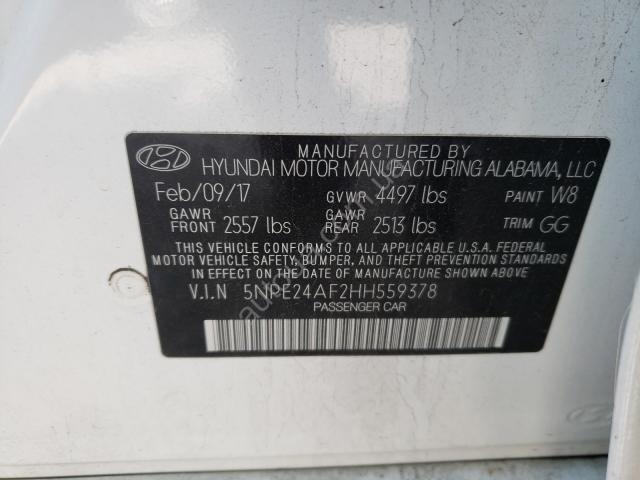 MANUFACTURED BY
HYUNDAI MOTOR MANUFACTURING ALABAMA, LLC
Feb/09/17 GVWR 4497 lbs PAINT W8
GAWR FRONT 2557 lbs GAWR REAR 2513 lbs TRIM GG
THIS VEHICLE CONFORMS TO ALL APPLICABLE U.S.A. FEDERAL
MOTOR VEHICLE SAFETY, BUMPER, AND THEFT PREVENTION STANDARDS
IN EFFECT ON THE DATE OF MANUFACTURE SHOWN ABOVE.
V.I.N 5NPE24AF2HH559378
PASSENGER CAR